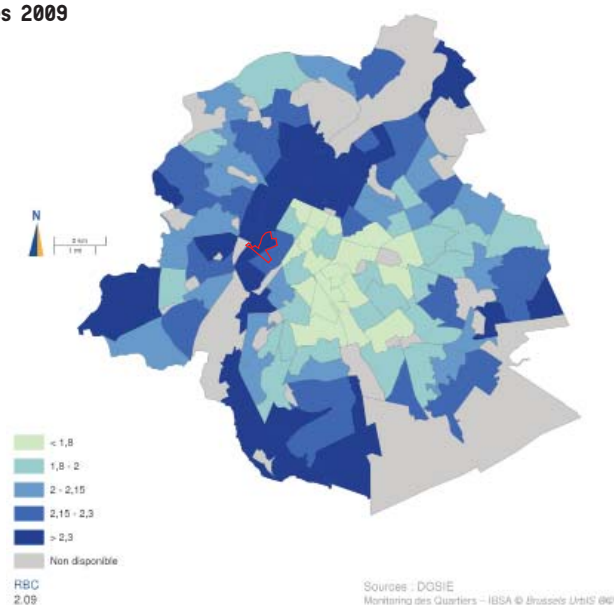 s 2009
N
2 km
1 mi
< 1,8
1,8 - 2
2 - 2,15
2,15 - 2,3
> 2,3
Non disponible
RBC
2.09
Sources : DGSIE
Monitoring des Quartiers – IBSA © Brussels UrbIS ®©